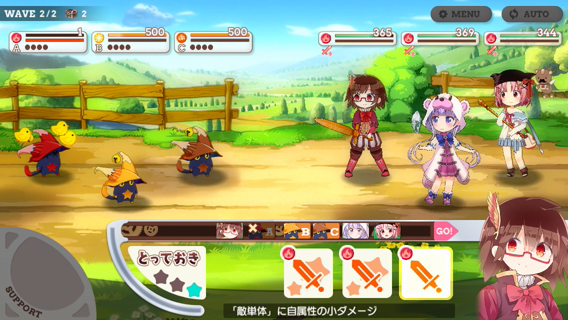 WAVE 2/2 2
MENU
AUTO
1
500
500
365
369
344
A
B
C
A
B
C
GO!
とっておき
SUPPORT
「敵単体」に自属性の小ダメージ